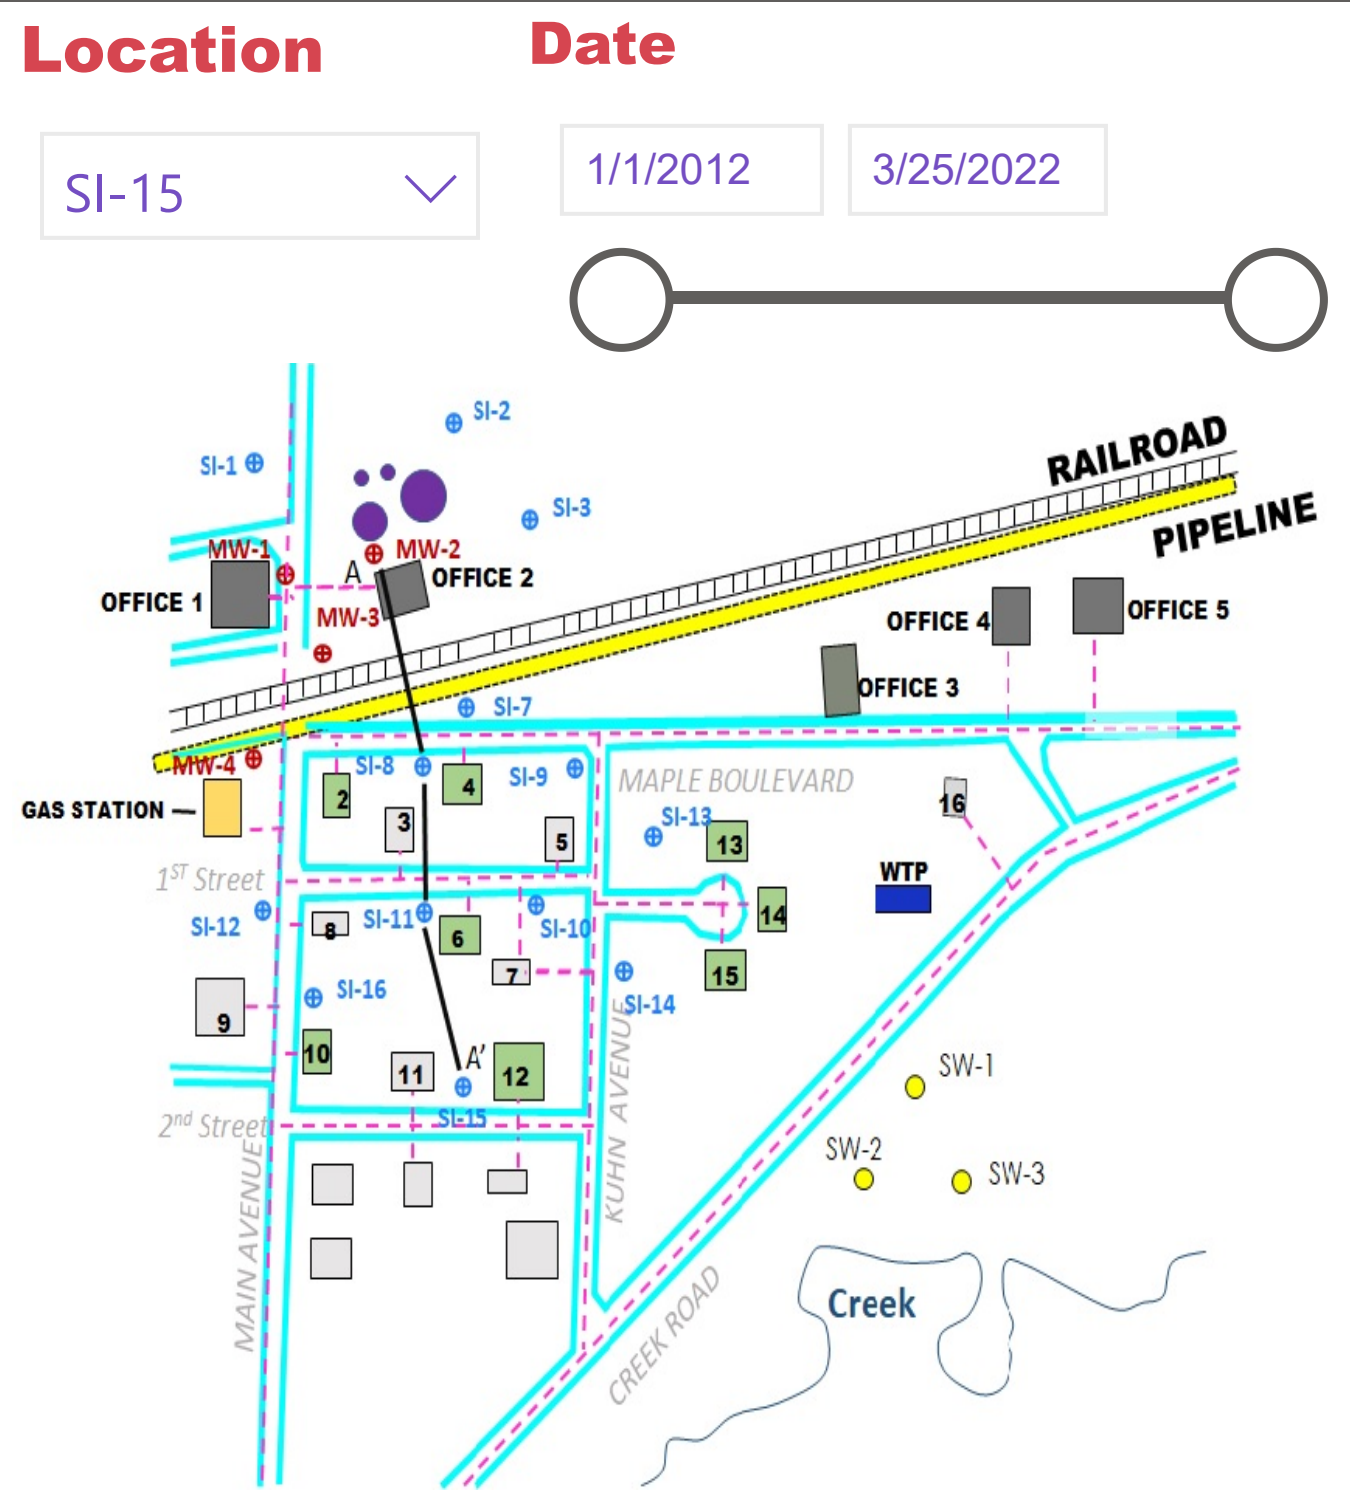 Location
Date
SI-15
1/1/2012
3/25/2022
SI-2
RAILROAD
SI-1
SI-3
PIPELINE
MW-1
MW-2
A
OFFICE 2
OFFICE 1
MW-3
OFFICE 4
OFFICE 5
OFFICE 3
SI-7
MW-4
SI-8
SI-9
MAPLE BOULEVARD
2
4
16
GAS STATION
3
5
SI-13
13
1ST Street
WTP
SI-12
8
SI-11
6
SI-10
14
7
15
SI-16
SI-14
9
10
KUHN AVENUE
11
A'
12
SW-1
SI-15
2nd Street
SW-2
SW-3
MAIN AVENUE
CREEK ROAD
Creek